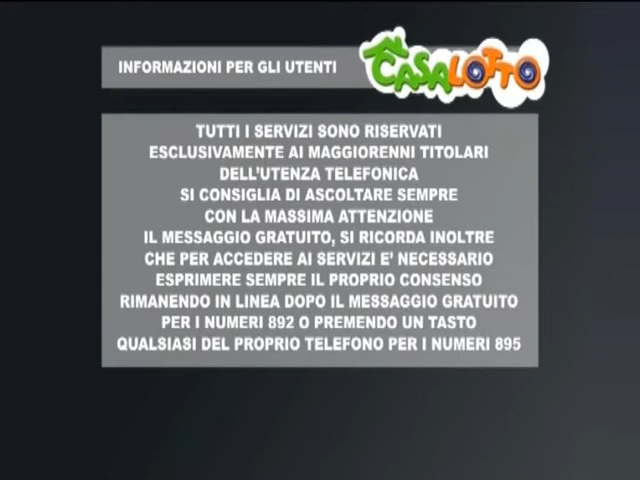 INFORMAZIONI PER GLI UTENTI
CASALOTTO
TUTTI I SERVIZI SONO RISERVATI
ESCLUSIVAMENTE AI MAGGIORENNI TITOLARI
DELL'UTENZA TELEFONICA
SI CONSIGLIA DI ASCOLTARE SEMPRE
CON LA MASSIMA ATTENZIONE
IL MESSAGGIO GRATUITO, SI RICORDA INOLTRE
CHE PER ACCEDERE AI SERVIZI E' NECESSARIO
ESPRIMERE SEMPRE IL PROPRIO CONSENSO
RIMANENDO IN LINEA DOPO IL MESSAGGIO GRATUITO
PER I NUMERI 892 O PREMENDO UN TASTO
QUALSIASI DEL PROPRIO TELEFONO PER I NUMERI 895